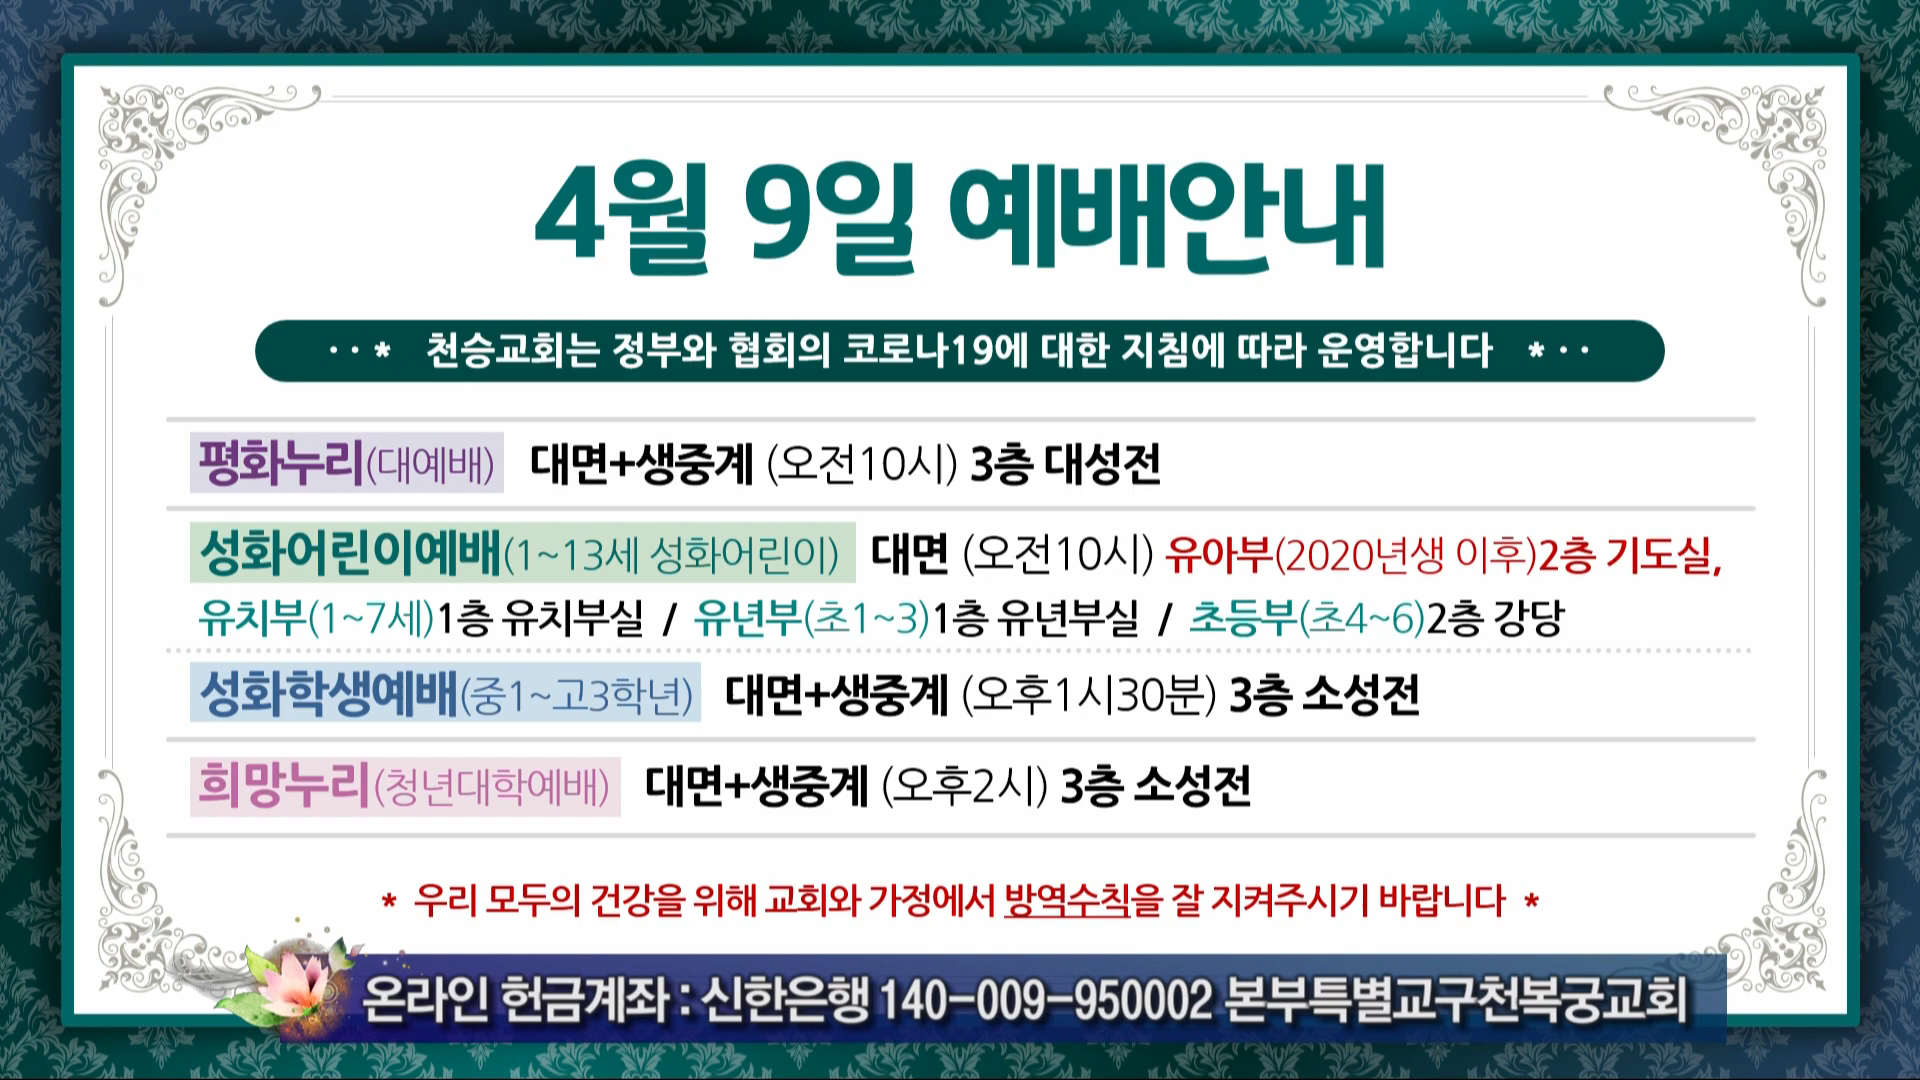 4월 9일 예배안내
··* 천승교회는 정부와 협회의 코로나19에 대한 지침에 따라 운영합니다 *··
평화누리(대예배) 대면+생중계 (오전10시) 3층 대성전
성화어린이예배(1~13세 성화어린이) 대면 (오전10시) 유아부(2020년생 이후)2층 기도실,
유치부(1~7세)1층 유치부실 / 유년부(초1~3)1층 유년부실 / 초등부(초4~6)2층 강당
성화학생예배(중1~고3학년) 대면+생중계 (오후1시30분) 3층 소성전
희망누리(청년대학예배) 대면+생중계 (오후2시) 3층 소성전
* 우리 모두의 건강을 위해 교회와 가정에서 방역수칙을 잘 지켜주시기 바랍니다 *
온라인 헌금계좌 : 신한은행 140-009-950002 본부특별교구천복궁교회